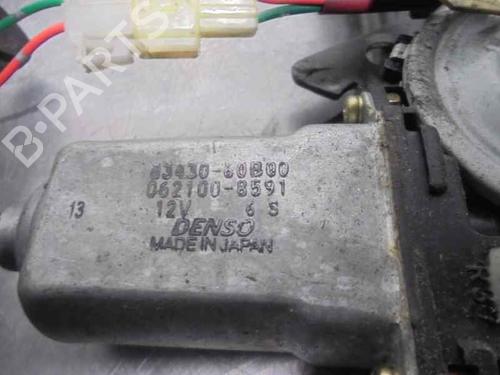 B-PARTS
83430-60B00
062100-8591
13 12V 6 S
DENSO
MADE IN JAPAN